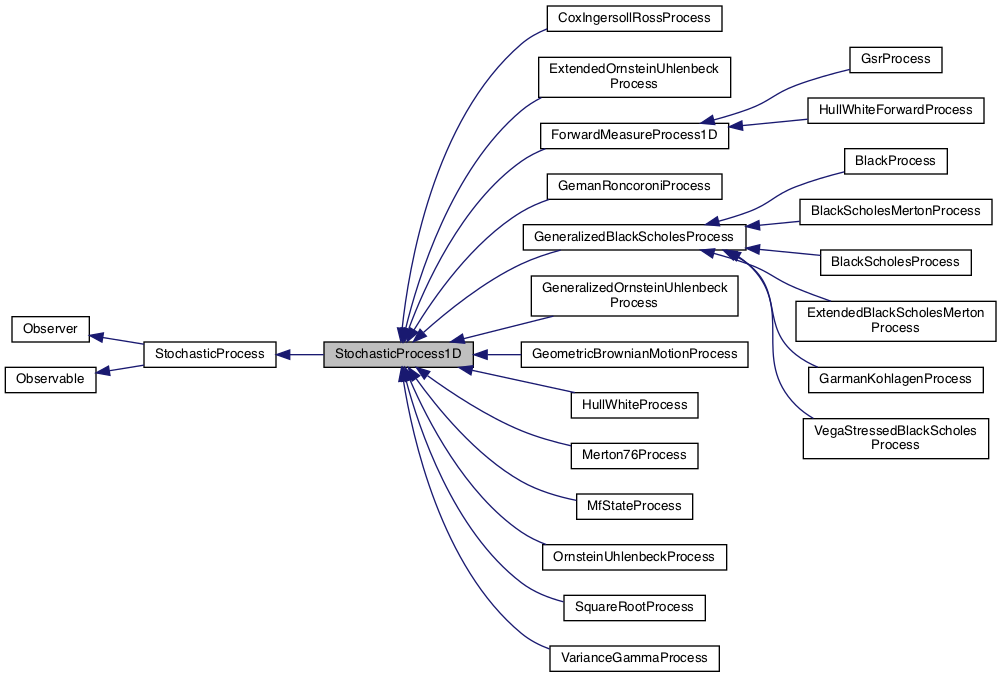 CoxIngersollRossProcess
ExtendedOrnsteinUhlenbeck
Process
GsrProcess
HullWhiteForwardProcess
ForwardMeasureProcess1D
BlackProcess
GemanRoncoroniProcess
BlackScholesMertonProcess
GeneralizedBlackScholesProcess
BlackScholesProcess
GeneralizedOrnsteinUhlenbeck
Process
ExtendedBlackScholesMerton
Process
Observer
StochasticProcess
StochasticProcess1D
GeometricBrownianMotionProcess
Observable
GarmanKohlagenProcess
HullWhiteProcess
VegaStressedBlackScholes
Process
Merton76Process
MfStateProcess
OrnsteinUhlenbeckProcess
SquareRootProcess
VarianceGammaProcess